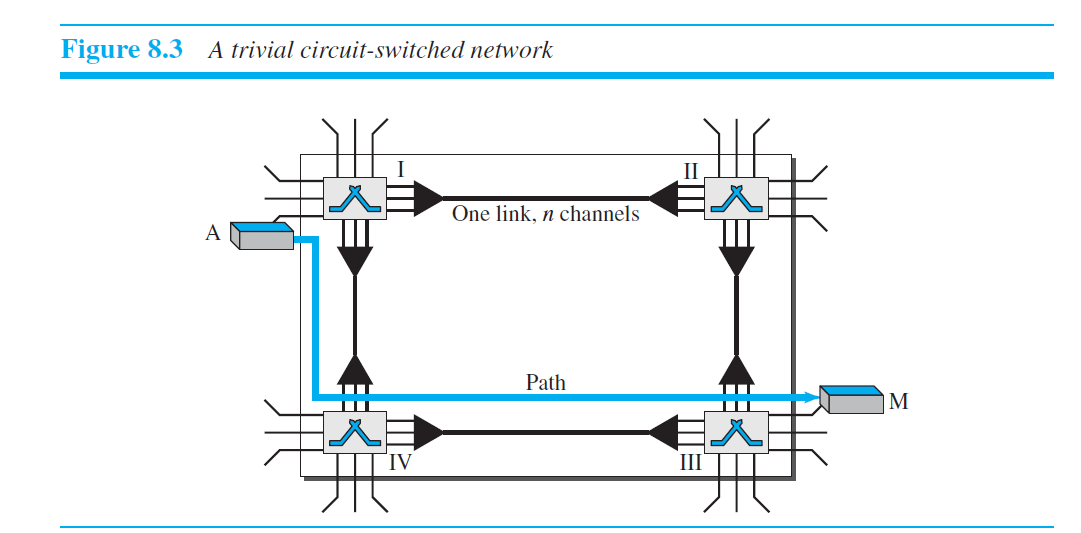 Figure 8.3 A trivial circuit-switched network
I
II
One link, n channels
A
Path
M
IV
III